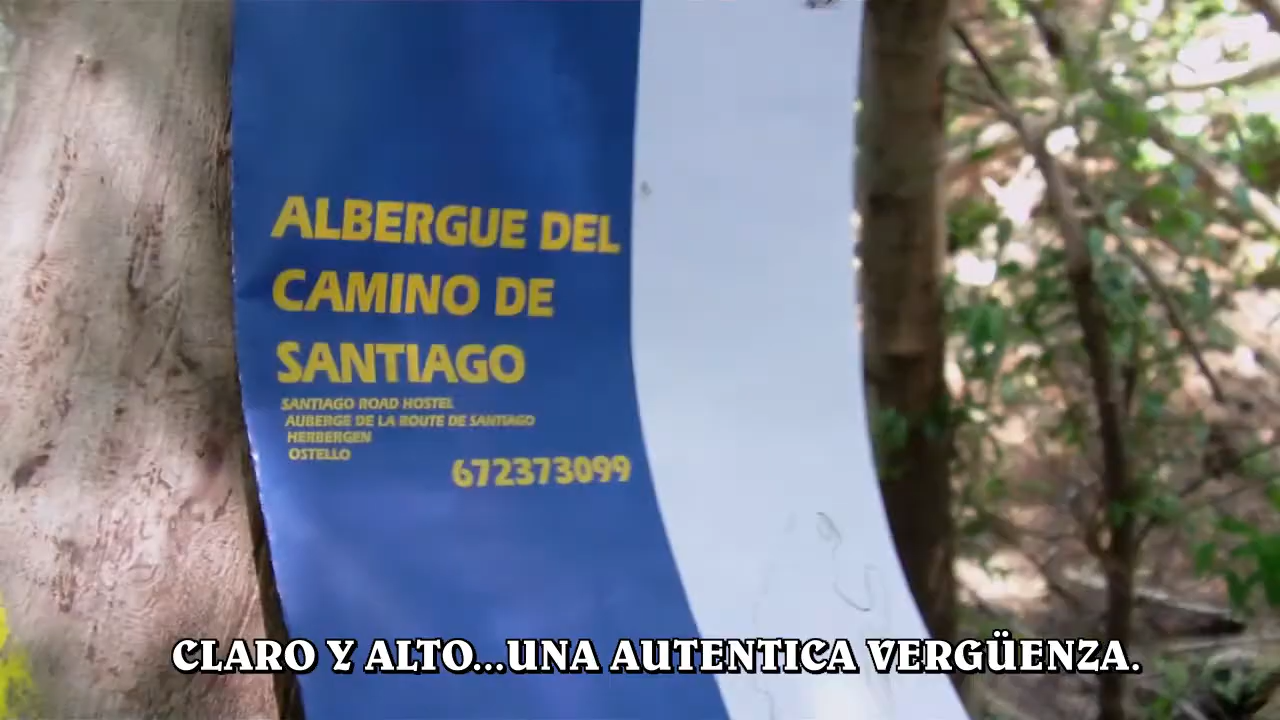 ALBERGUE DEL
CAMINO DE
SANTIAGO
SANTIAGO ROAD HOSTEL
AUBERGE DE LA ROUTE DE SANTIAGO
HERBERGEN
OSTELLO
672373099
CLARO Y ALTO...UNA AUTENTICA VERGÜENZA.